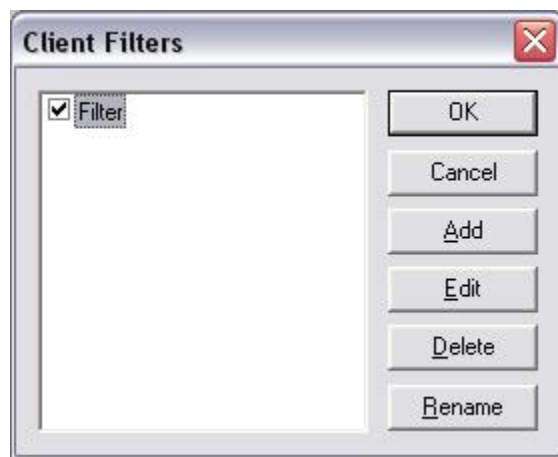 Client Filters
Filter
OK
Cancel
Add
Edit
Delete
Rename